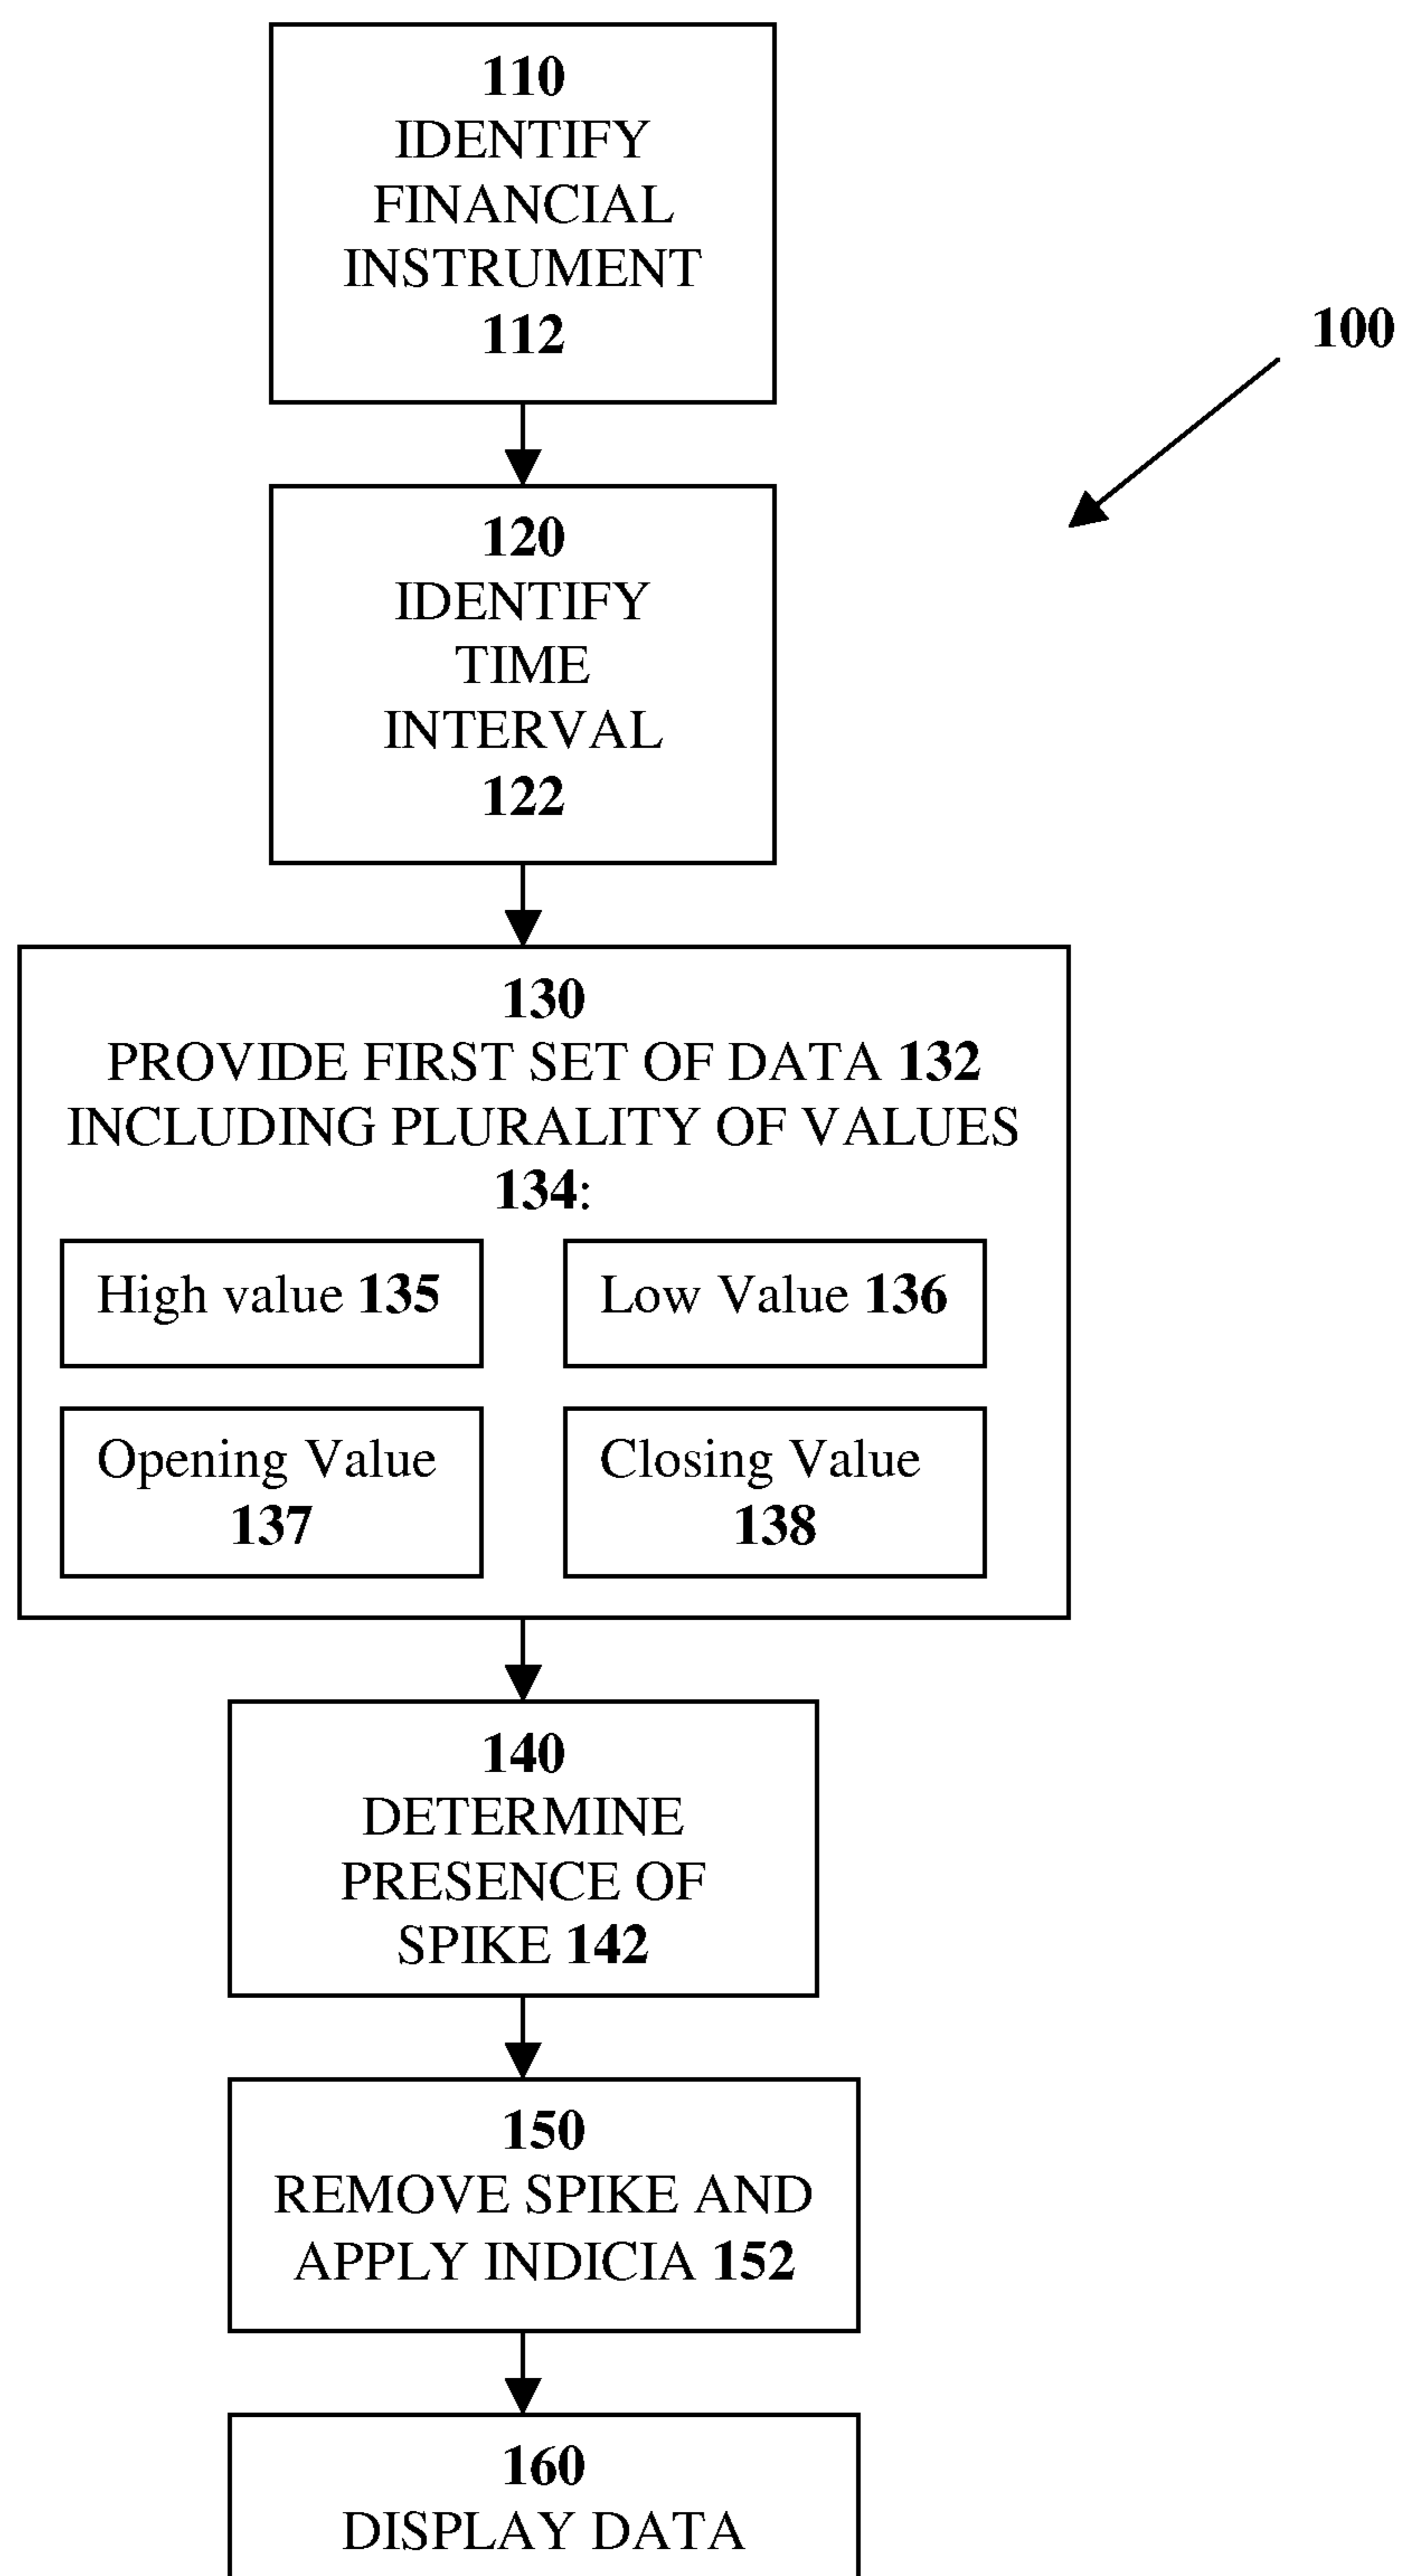 110
IDENTIFY
FINANCIAL
INSTRUMENT
112
100
120
IDENTIFY
TIME
INTERVAL
122
130
PROVIDE FIRST SET OF DATA 132
INCLUDING PLURALITY OF VALUES
134:
High value 135
Low Value 136
Opening Value
137
Closing Value
138
140
DETERMINE
PRESENCE OF
SPIKE 142
150
REMOVE SPIKE AND
APPLY INDICIA 152
160
DISPLAY DATA